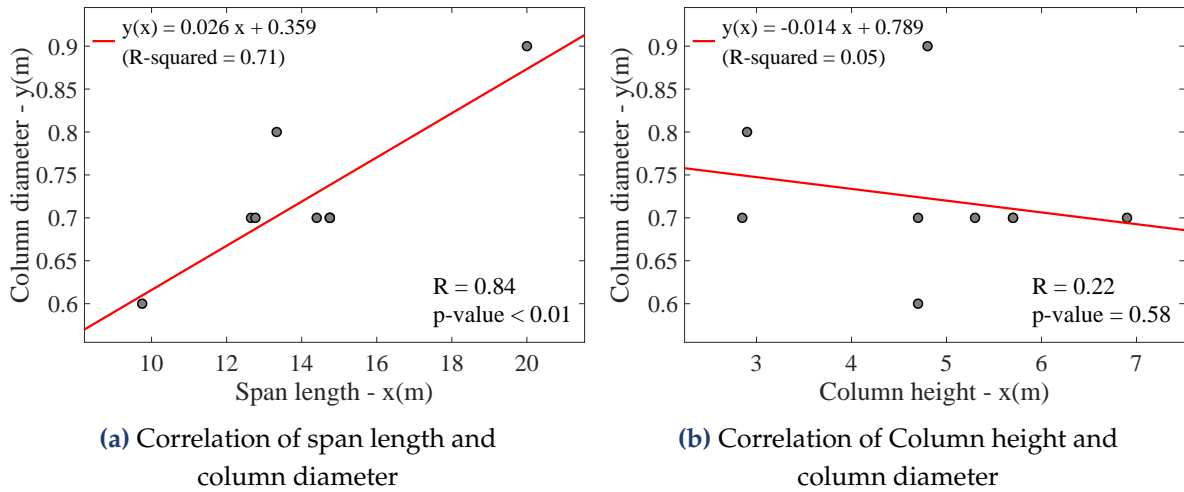 y(x) = 0.026 x + 0.359
(R-squared = 0.71)
0.9
0.85
0.8
0.75
0.7
0.65
0.6
Column diameter - y(m)
R = 0.84
p-value < 0.01
10 12 14 16 18 20
Span length - x(m)
(a) Correlation of span length and
column diameter
y(x) = -0.014 x + 0.789
(R-squared = 0.05)
0.9
0.85
0.8
0.75
0.7
0.65
0.6
Column diameter - y(m)
R = 0.22
p-value = 0.58
3 4 5 6 7
Column height - x(m)
(b) Correlation of Column height and
column diameter